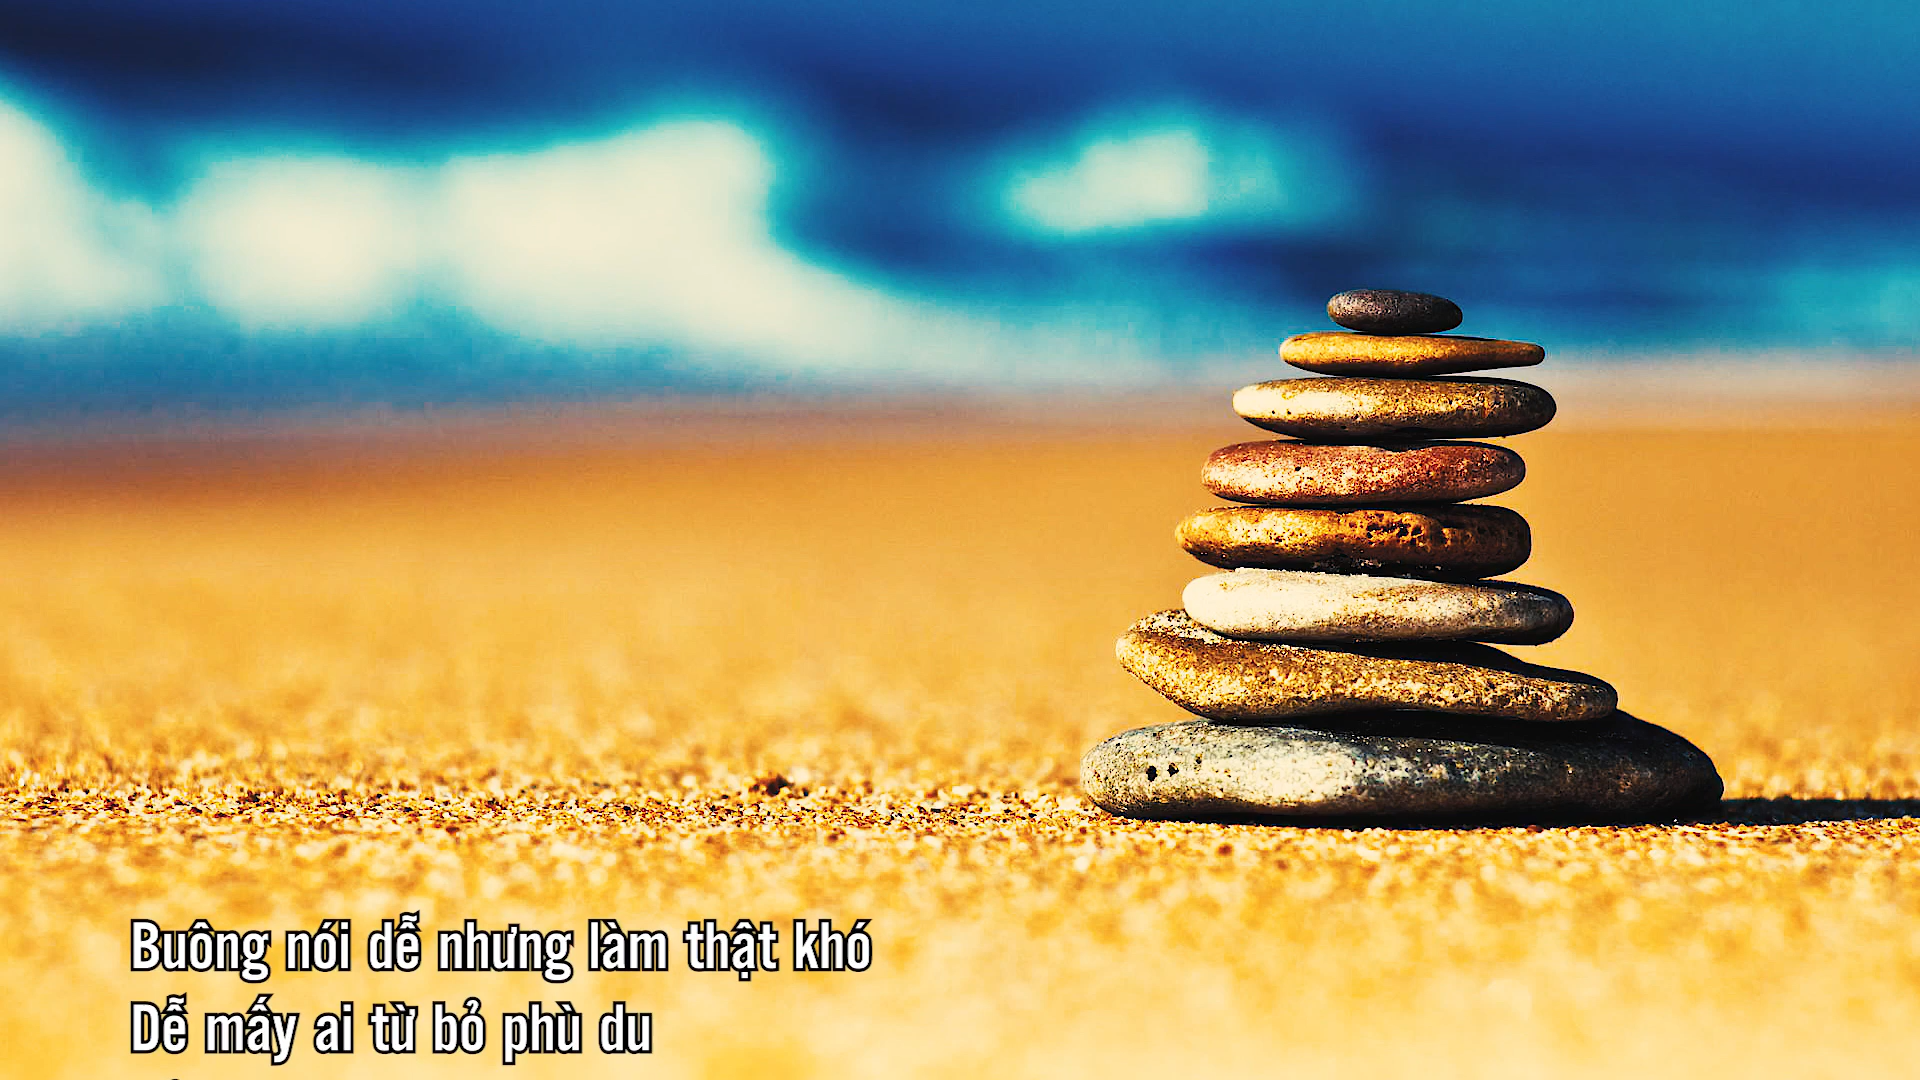 Buông nói dễ nhưng làm thật khó
Dễ mấy ai từ bỏ phù du